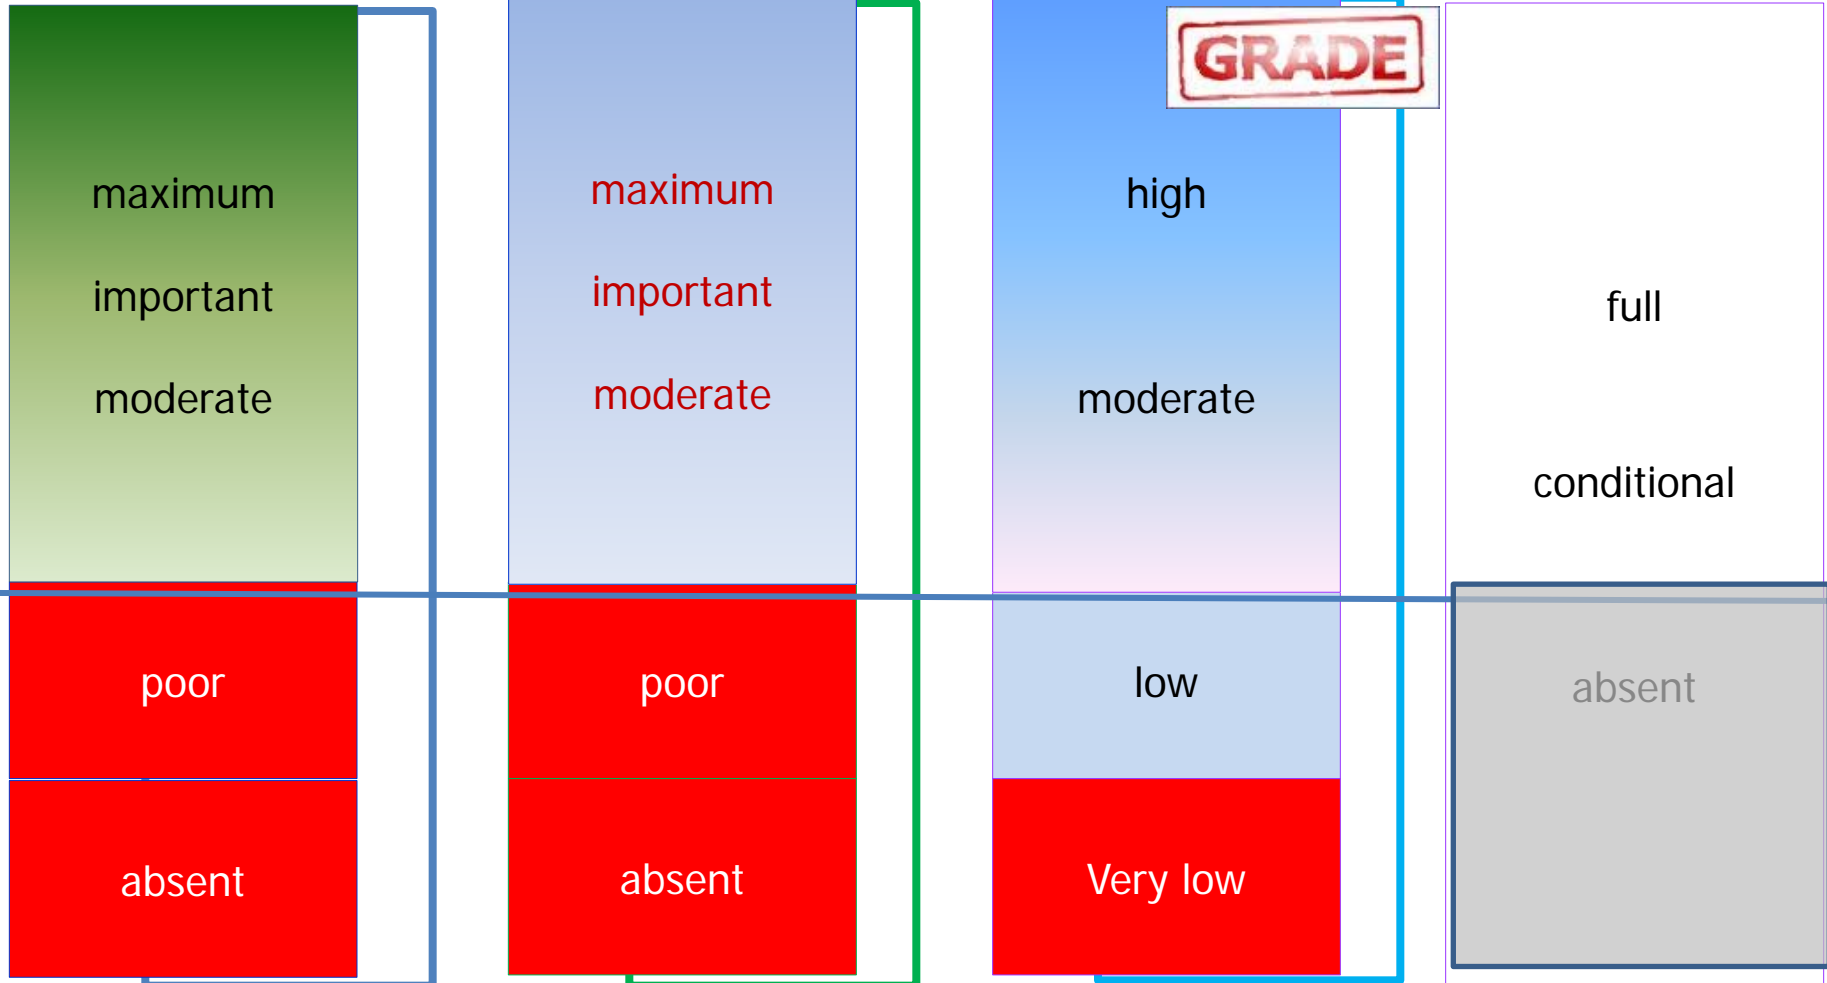 maximum
important
moderate
poor
absent
maximum
important
moderate
poor
absent
GRADE
high
moderate
low
Very low
full
conditional
absent